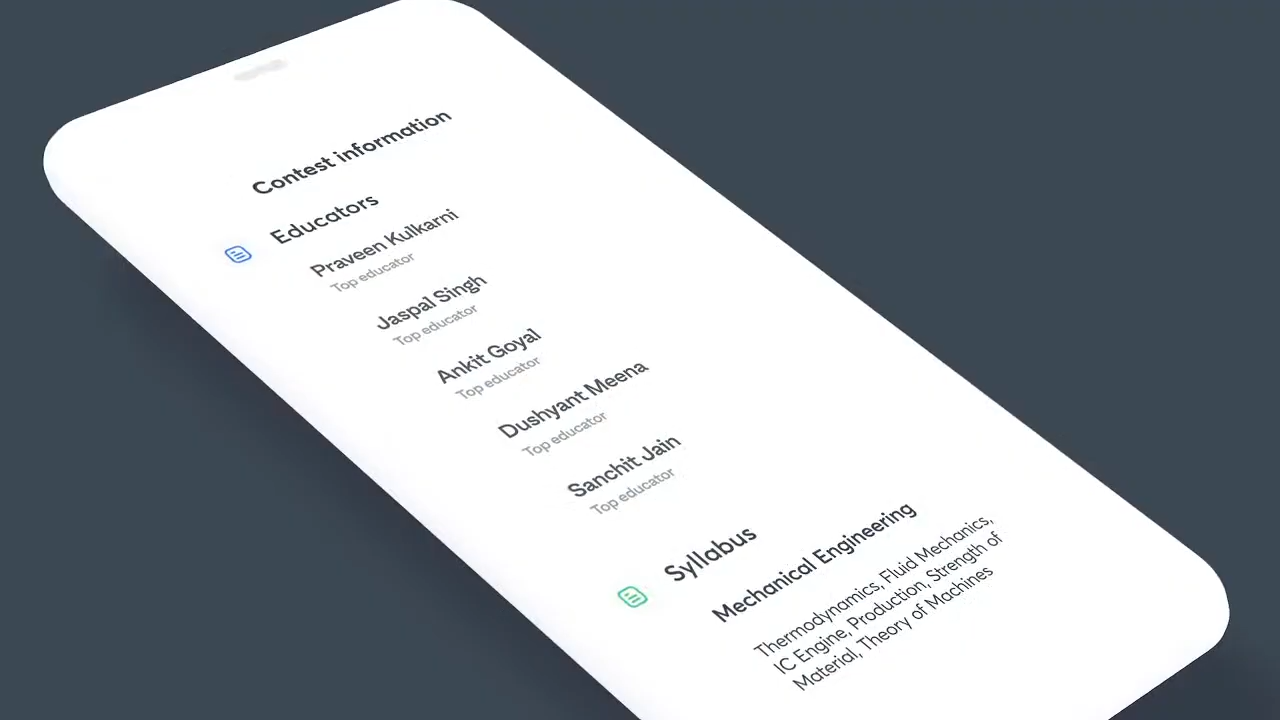 Contest information
Educators
Praveen Kulkarni
Top educator
Jaspal Singh
Top educator
Ankit Goyal
Top educator
Dushyant Meena
Top educator
Sanchit Jain
Top educator
Syllabus
Mechanical Engineering
Thermodynamics, Fluid Mechanics,
IC Engine, Production, Strength of
Material, Theory of Machines